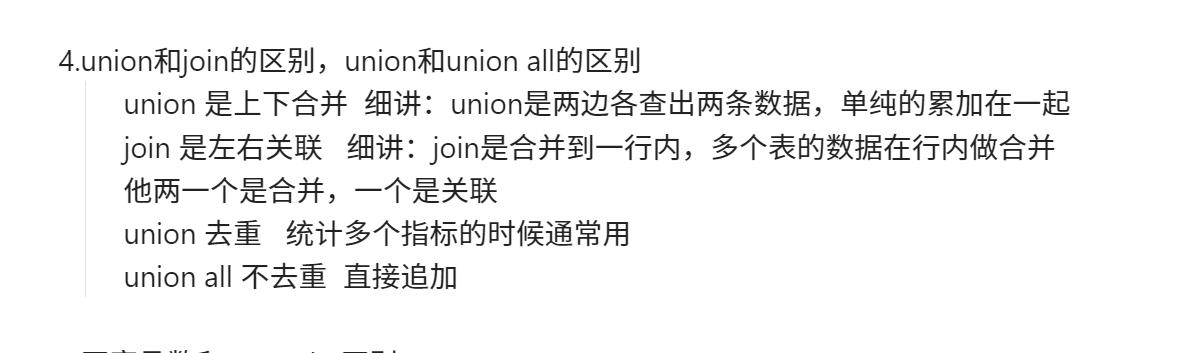 4.union和join的区别，union和union all的区别
union 是上下合并  细讲：union是两边各查出两条数据，单纯的累加在一起
join 是左右关联   细讲：join是合并到一行内，多个表的数据在行内做合并
他两一个是合并，一个是关联
union 去重   统计多个指标的时候通常用
union all 不去重  直接追加